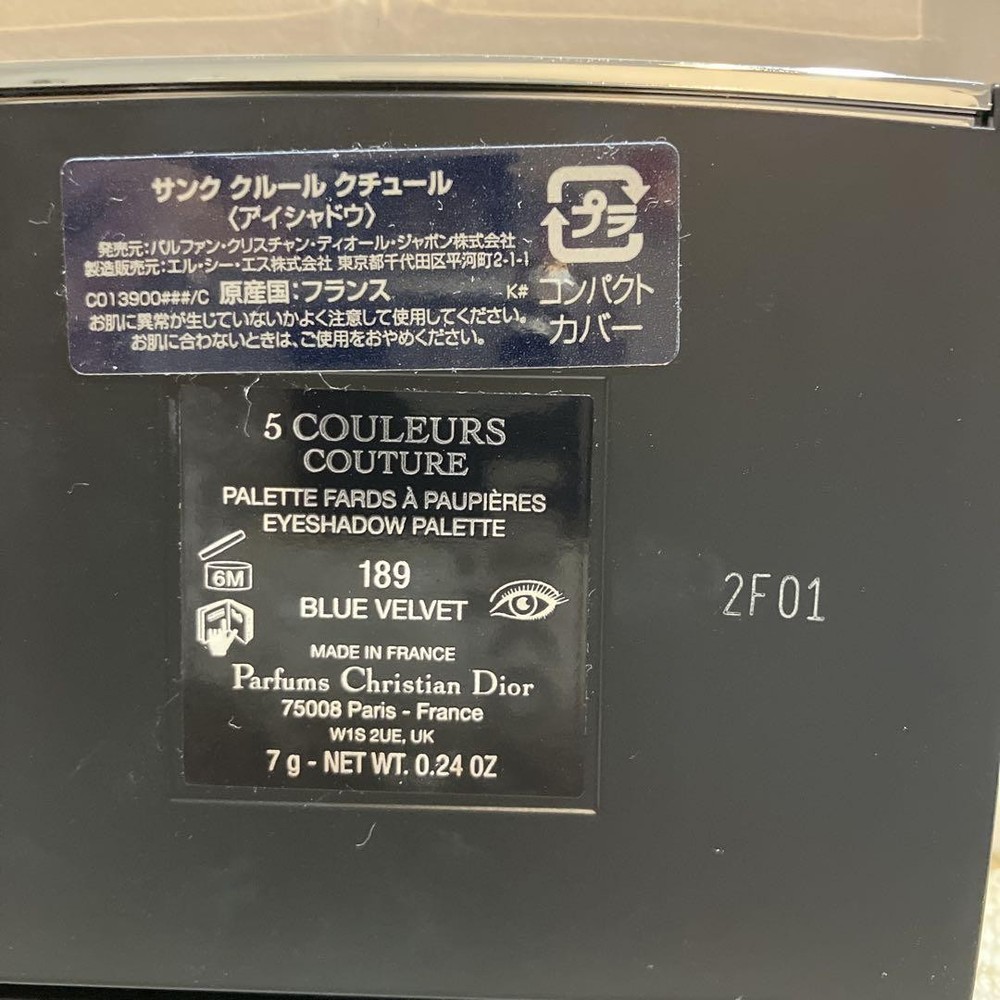 サンク クルール クチュール
〈アイシャドウ〉
発売元:パルファン・クリスチャン・ディオール・ジャポン株式会社
製造販売元:エル・シー・エス株式会社 東京都千代田区平河町2-1-1
C013900###/C 原産国:フランス K#
お肌に異常が生じていないかよく注意して使用してください。
お肌に合わないときは、ご使用をおやめください。
プラ
コンパクト
カバー
5 COULEURS
COUTURE
PALETTE FARDS À PAUPIÈRES
EYESHADOW PALETTE
6M
189
BLUE VELVET
MADE IN FRANCE
Parfums Christian Dior
75008 Paris - France
W1S 2UE, UK
7 g - NET WT. 0.24 OZ
2F01